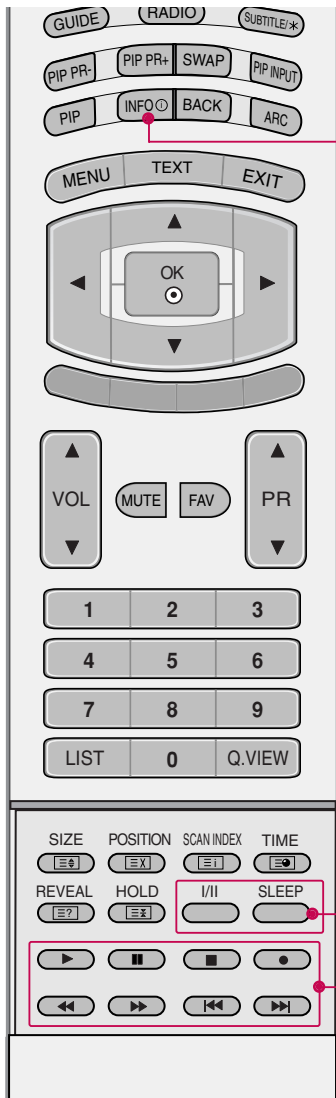 GUIDE RADIO SUBTITLE/*
PIP PR- PIP PR+ SWAP PIP INPUT
PIP INFO i BACK ARC
MENU TEXT EXIT
OK
VOL MUTE FAV PR
1 2 3
4 5 6
7 8 9
LIST 0 Q.VIEW
SIZE POSITION SCAN INDEX TIME
REVEAL HOLD I/II SLEEP